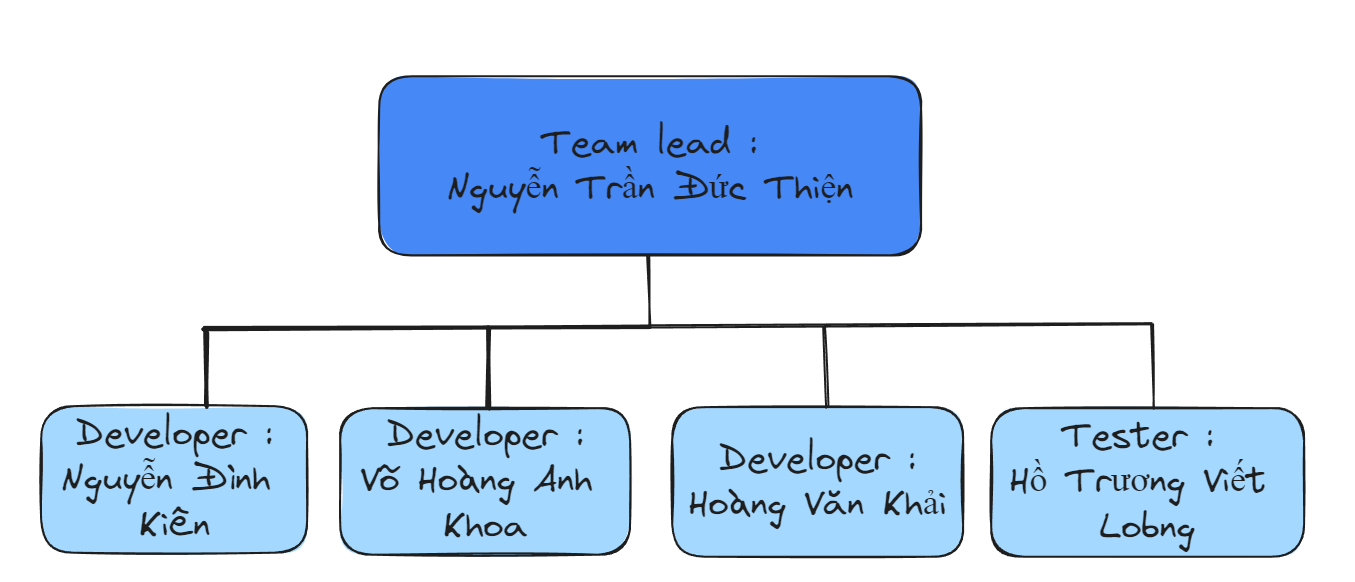 Team lead :
Nguyễn Trần Đức Thiện
Developer :
Nguyễn Đình
Kiên
Developer :
Võ Hoàng Anh
Khoa
Developer :
Hoàng Văn Khải
Tester :
Hồ Trương Viết
Lobng